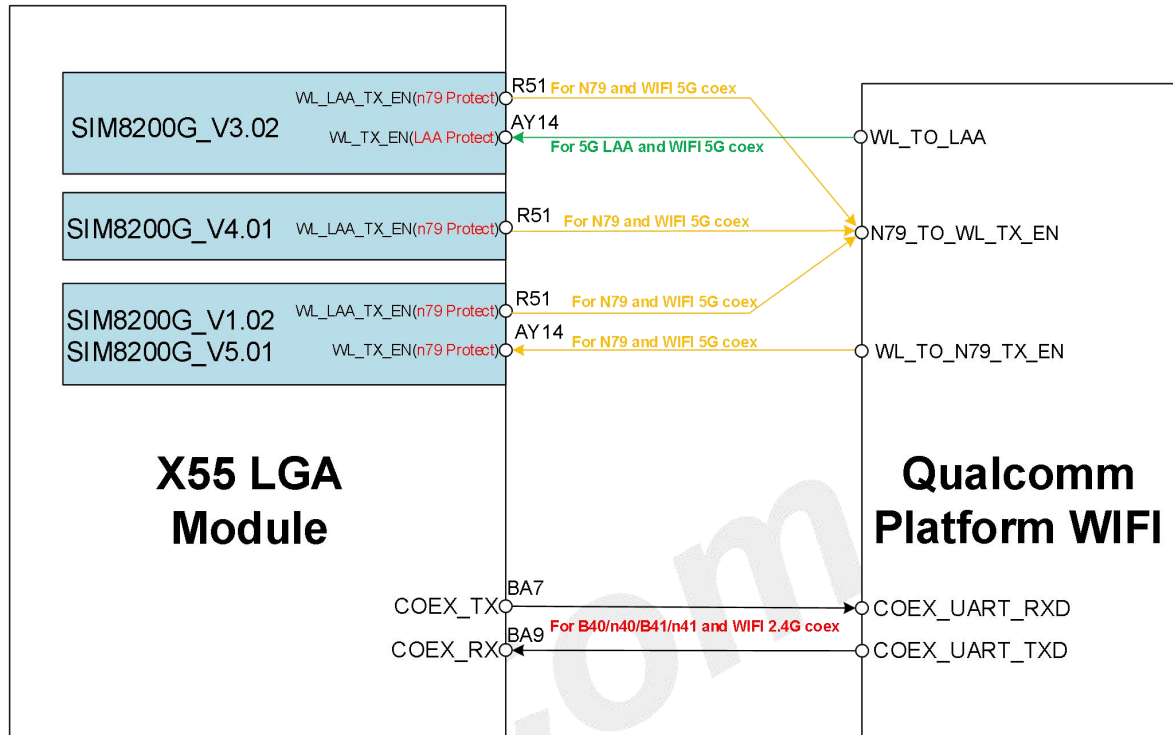 R51
For N79 and WIFI 5G coex
WL_LAA_TX_EN(n79 Protect)
SIM8200G_V3.02
AY14
WL_TX_EN(LAA Protect)
WL_TO_LAA
For 5G LAA and WIFI 5G coex
R51
SIM8200G_V4.01
WL_LAA_TX_EN(n79 Protect)
For N79 and WIFI 5G coex
N79_TO_WL_TX_EN
R51
WL_LAA_TX_EN(n79 Protect)
For N79 and WIFI 5G coex
SIM8200G_V1.02
AY14
SIM8200G_V5.01
WL_TX_EN(n79 Protect)
For N79 and WIFI 5G coex
WL_TO_N79_TX_EN
X55 LGA
Module
Qualcomm
Platform WIFI
BA7
COEX_TX
COEX_UART_RXD
For B40/n40/B41/n41 and WIFI 2.4G coex
BA9
COEX_RX
COEX_UART_TXD
.com